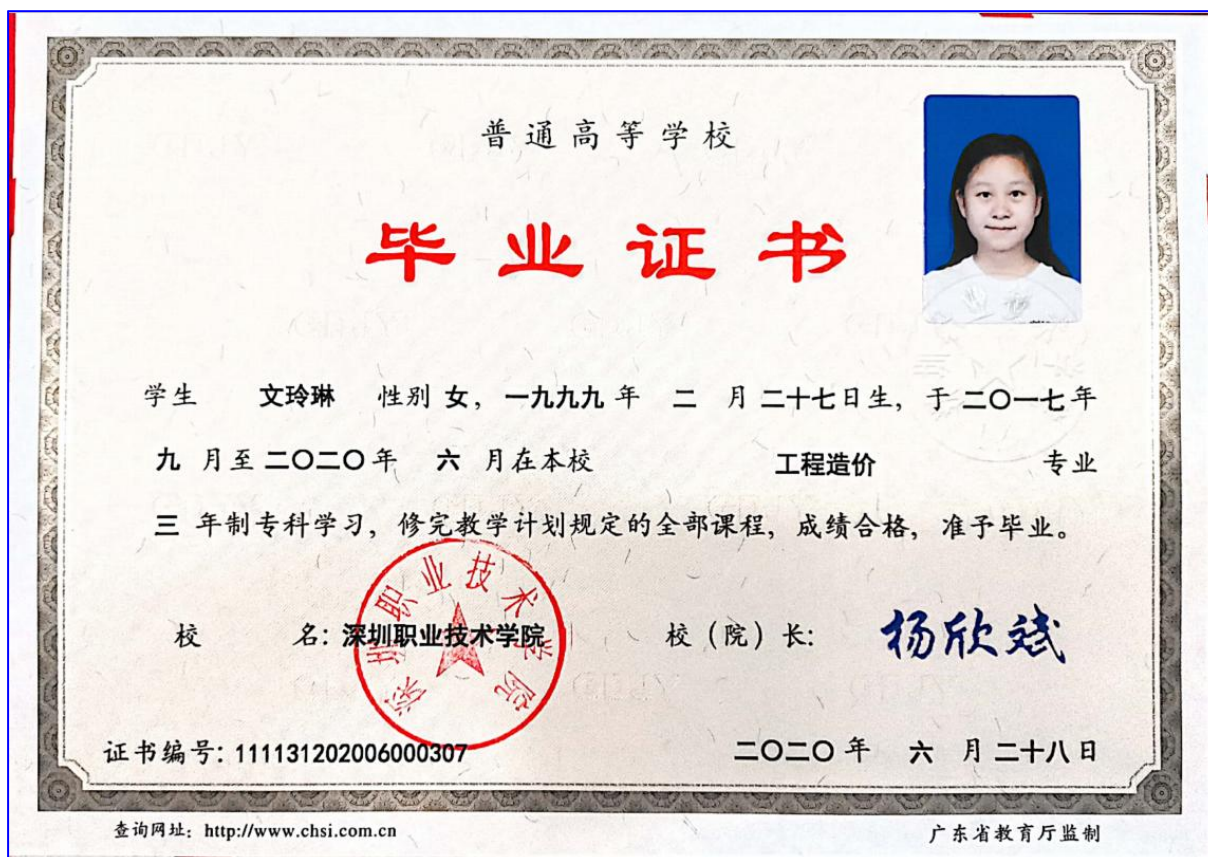 普通高等学校
毕业证书
学生 文玲琳 性别 女，一九九九年 二 月 二十七日生，于 二〇一七年
九 月至 二〇二〇年 六 月在本校 工程造价 专业
三 年制专科学习，修完教学计划规定的全部课程，成绩合格，准予毕业。
深圳职业技术学院
校 名：深圳职业技术学院 校（院）长：杨欣斌
证书编号：111131202006000307 二〇二〇年 六 月二十八日
查询网址：http://www.chsi.com.cn 广东省教育厅监制